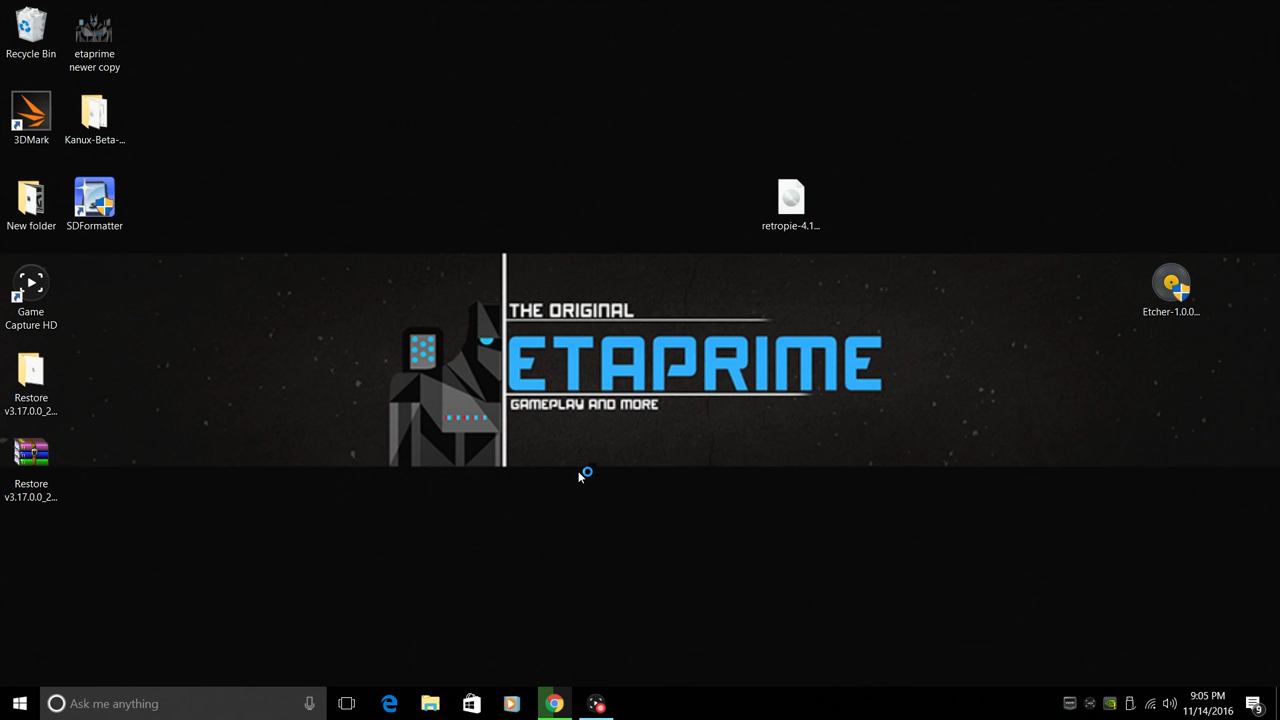 Recycle Bin
etaprime
newer copy
3DMark
Kanux-Beta-...
New folder
SDFormatter
retropie-4.1...
Game
Capture HD
Etcher-1.0.0...
THE ORIGINAL
ETAPRIME
GAMEPLAY AND MORE
Restore
v3.17.0.0_2...
Restore
v3.17.0.0_2...
Ask me anything
9:05 PM
11/14/2016
9